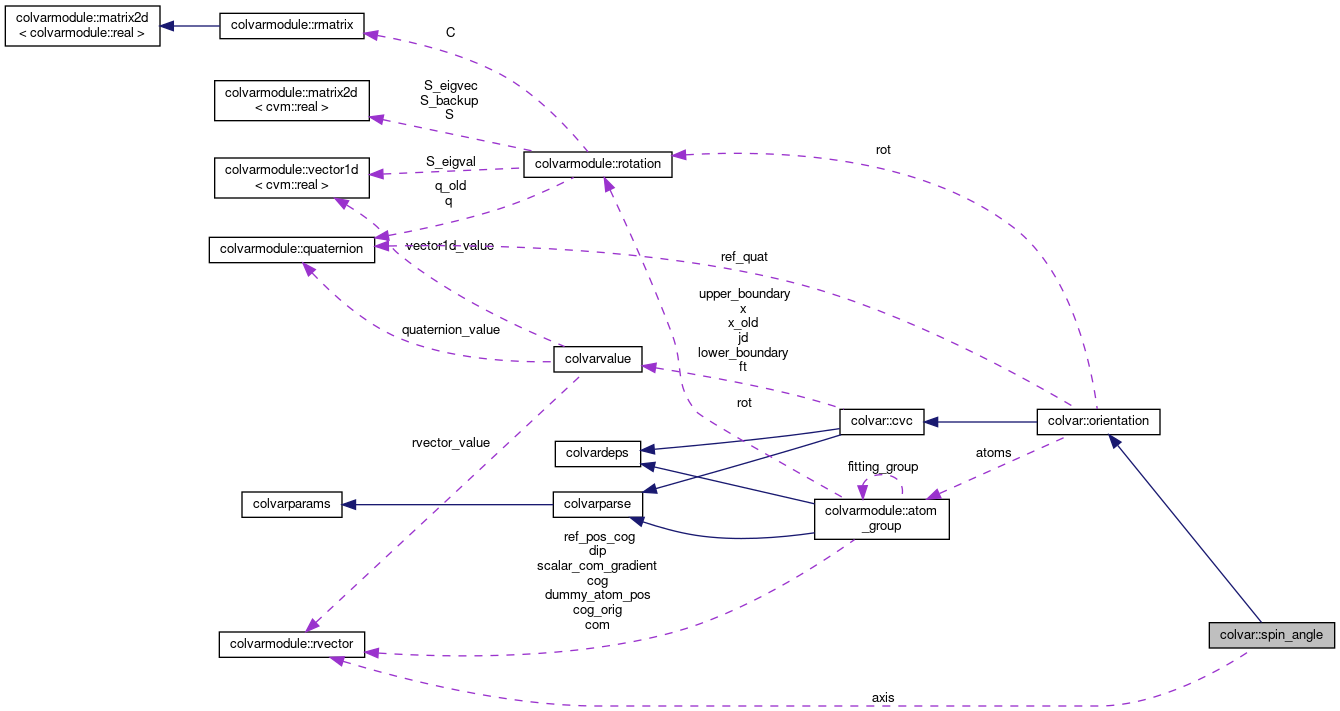 colvarmodule::matrix2d
< colvarmodule::real >
colvarmodule::rmatrix
C
colvarmodule::matrix2d
< cvm::real >
S_eigvec
S_backup
S
colvarmodule::rotation
rot
colvarmodule::vector1d
< cvm::real >
S_eigval
q_old
q
colvarmodule::quaternion
vector1d_value
ref_quat
upper_boundary
x
x_old
jd
lower_boundary
ft
quaternion_value
colvarvalue
rot
colvar::cvc
colvar::orientation
rvector_value
colvardeps
atoms
fitting_group
colvarparams
colvarparse
colvarmodule::atom
_group
ref_pos_cog
dip
scalar_com_gradient
cog
dummy_atom_pos
cog_orig
com
colvarmodule::rvector
colvar::spin_angle
axis